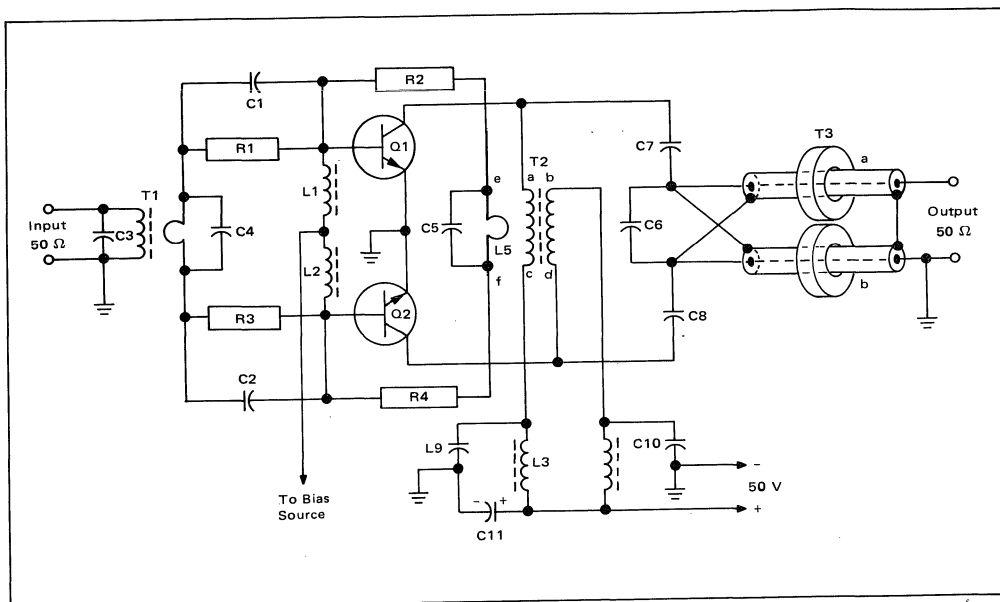 C1
R2
R1
Q1
T1
Input
50 Ω
C3
C4
L1
L2
C5
e
L5
f
T2
a
b
c
d
C7
C6
C8
T3
a
b
Output
50 Ω
R3
Q2
C2
R4
L9
L3
C10
−
50 V
+
− +
C11
To Bias
Source